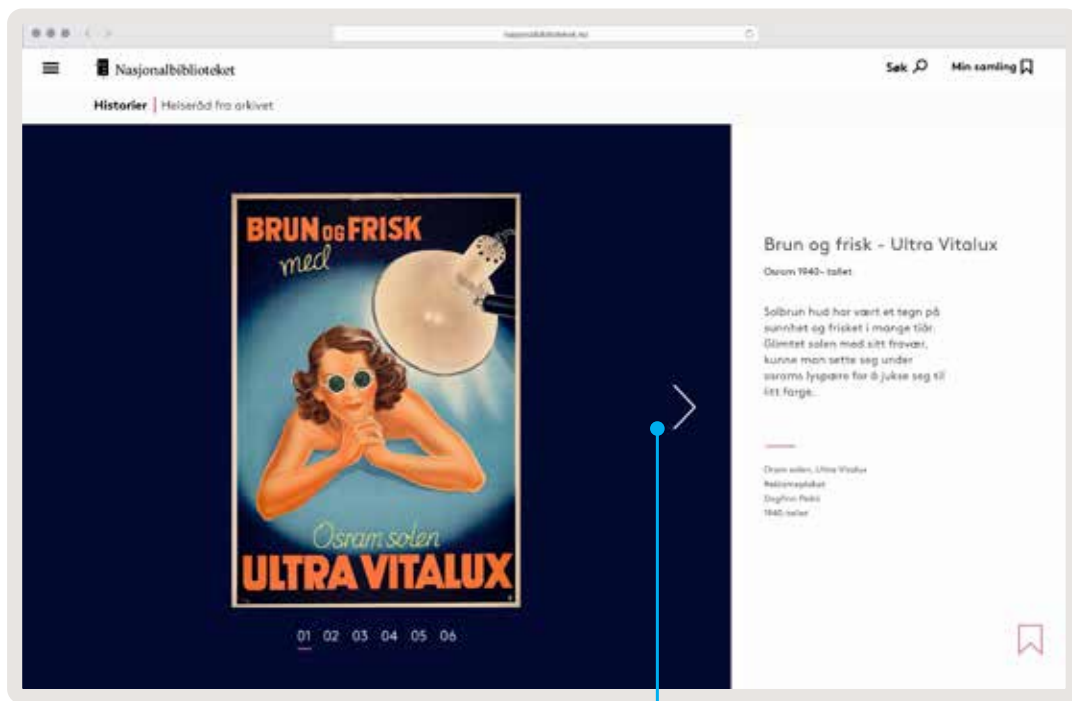 nasjonalbiblioteket.no
Nasjonalbiblioteket
Søk
Min samling
Historier | Helseråd fra arkivet
BRUN OG FRISK
med
Osram solen
ULTRA VITALUX
01 02 03 04 05 06
Brun og frisk - Ultra Vitalux
Osram 1940- tallet
Solbrun hud har vært et tegn på
sunnhet og frisket i mange tiår.
Glimtet solen med sitt fravær,
kunne man sette seg under
osrams lyspære for å jukse seg til
litt farge.
Osram solen, Ultra Vitalux
Reklameplakat
1940-tallet